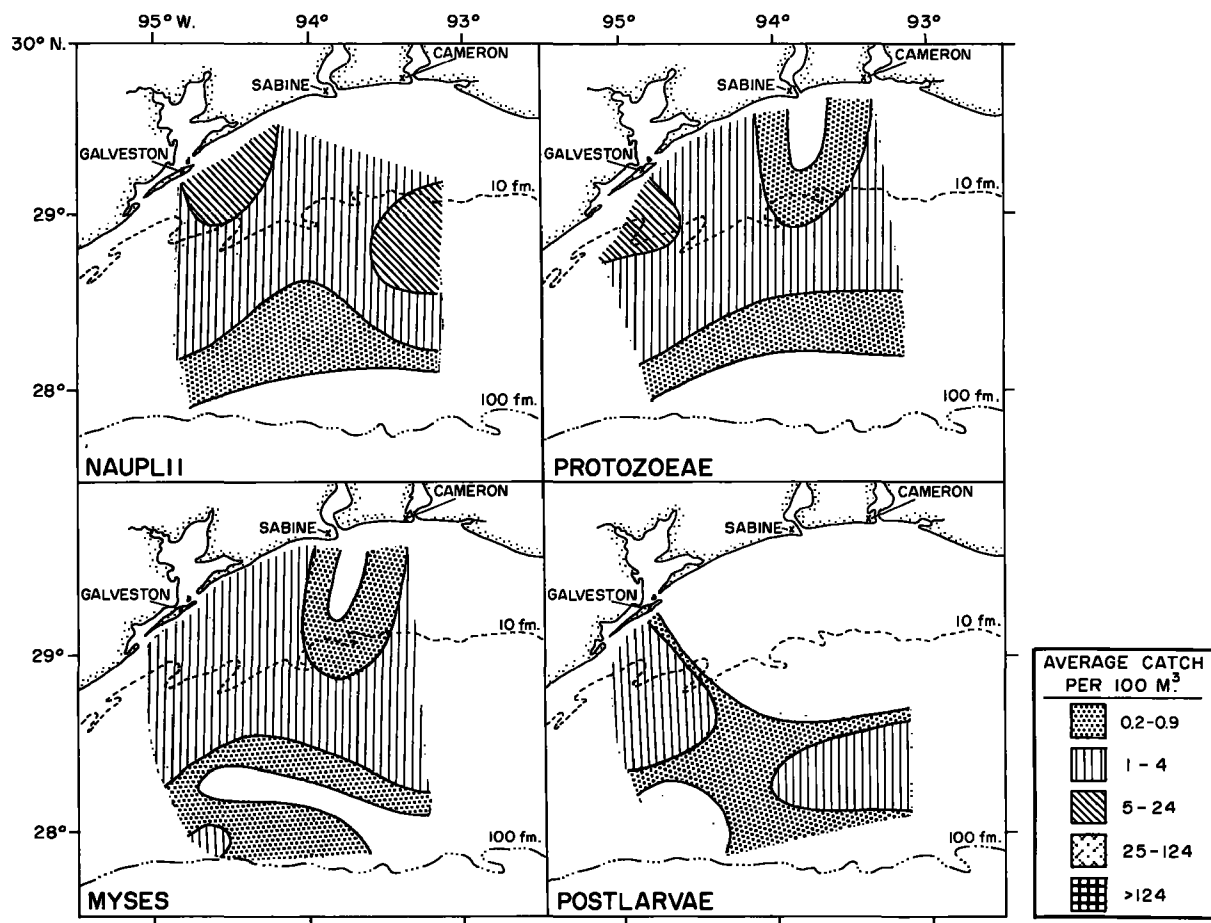 95° W. 94° 93° 95° 94° 93°
30° N.
CAMERON
SABINE
GALVESTON
10 fm.
29°
28°
100 fm.
NAUPLII
CAMERON
SABINE
GALVESTON
10 fm.
100 fm.
PROTOZOEAE
CAMERON
SABINE
GALVESTON
10 fm.
29°
28°
100 fm.
MYSES
CAMERON
SABINE
GALVESTON
10 fm.
100 fm.
POSTLARVAE
AVERAGE CATCH
PER 100 M.³
0.2-0.9
1-4
5-24
25-124
>124